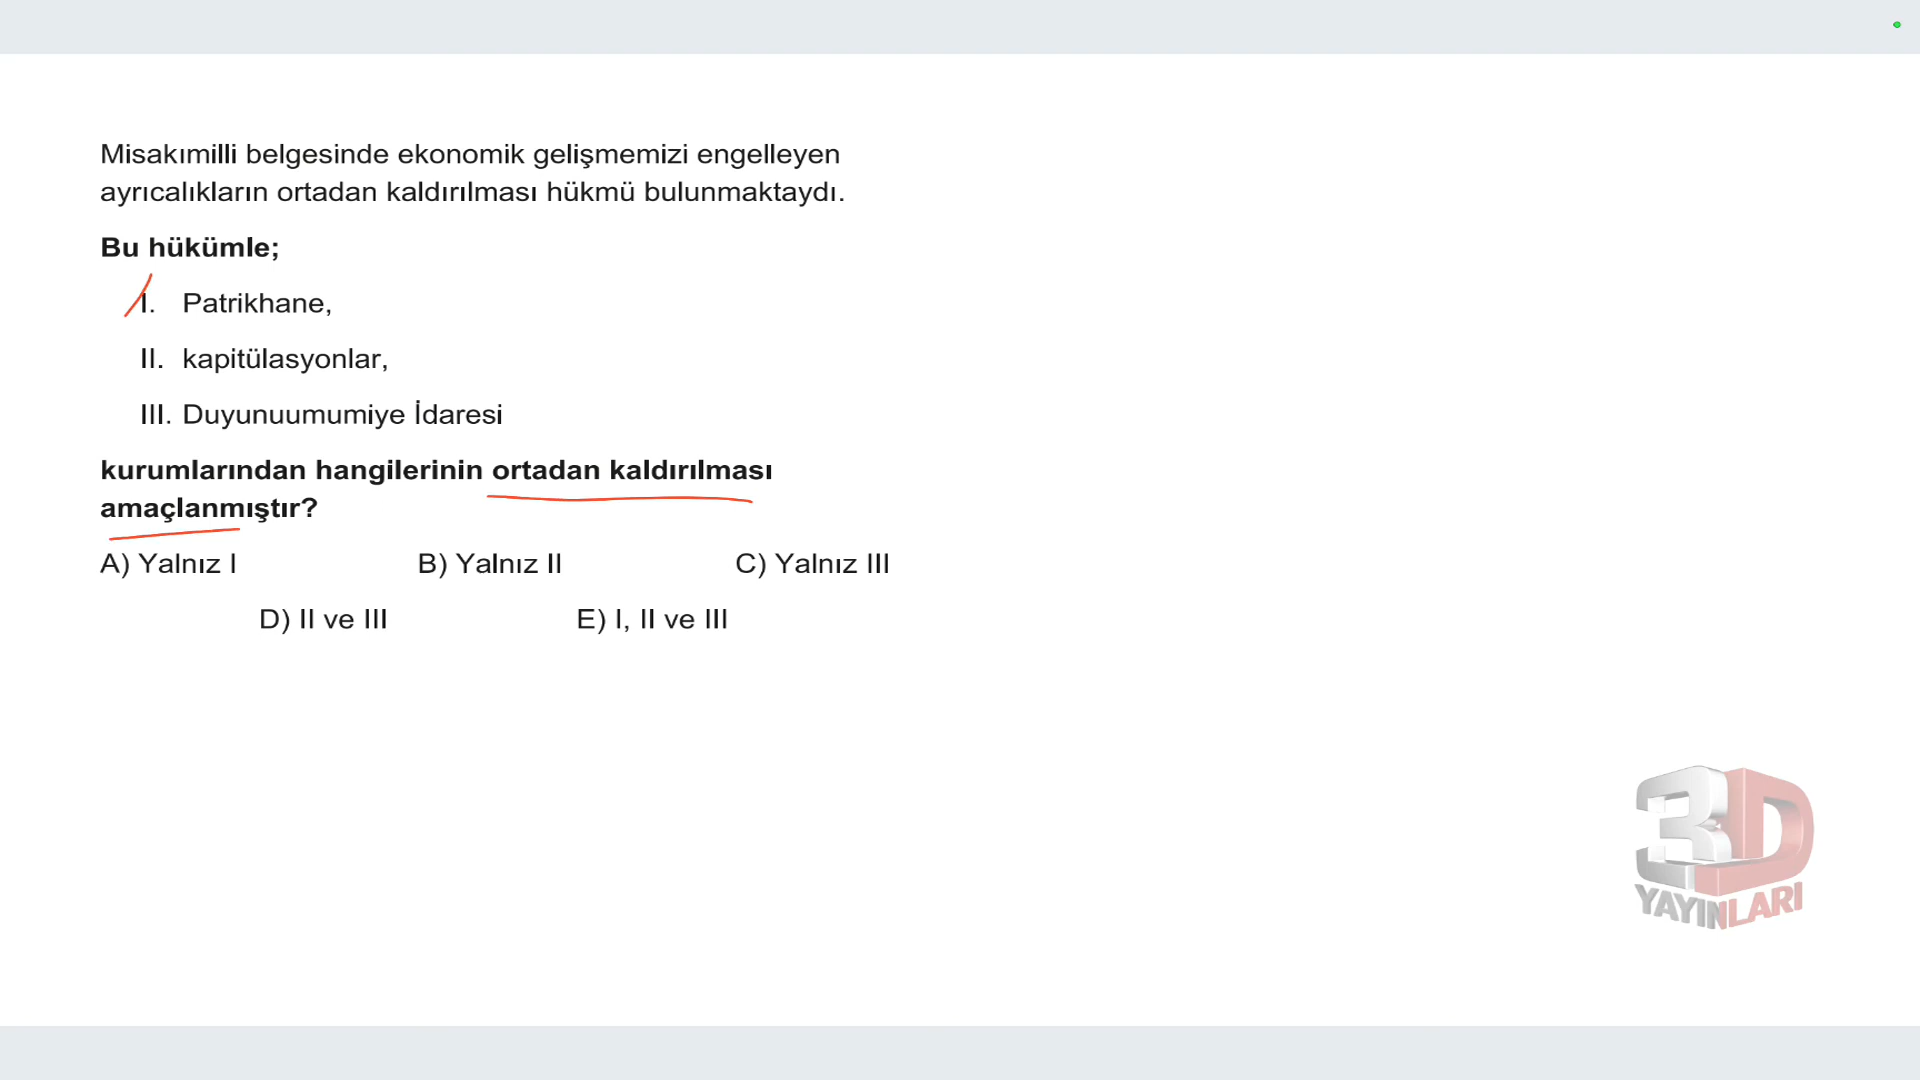 Misakımilli belgesinde ekonomik gelişmemizi engelleyen
ayrıcalıkların ortadan kaldırılması hükmü bulunmaktaydı.
Bu hükümle;
I. Patrikhane,
II. kapitülasyonlar,
III. Duyunuumumiye İdaresi
kurumlarından hangilerinin ortadan kaldırılması
amaçlanmıştır?
A) Yalnız I B) Yalnız II C) Yalnız III
D) II ve III E) I, II ve III
3D
YAYINLARI